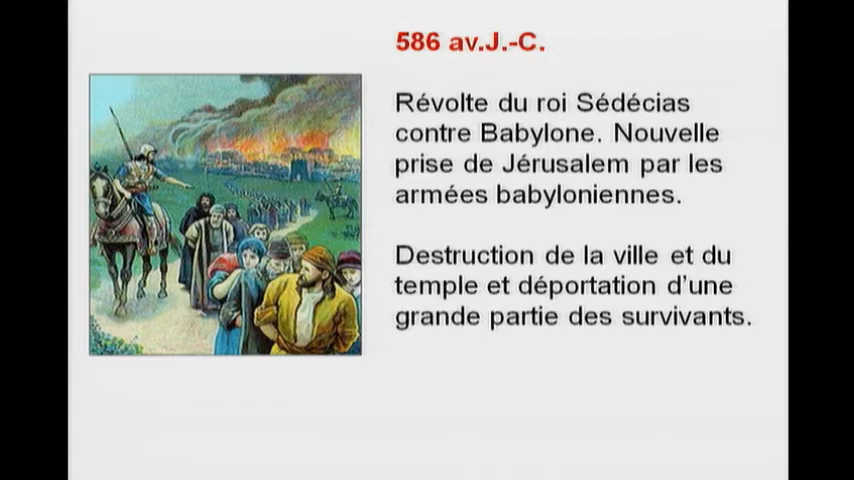 586 av.J.-C.
Révolte du roi Sédécias
contre Babylone. Nouvelle
prise de Jérusalem par les
armées babyloniennes.
Destruction de la ville et du
temple et déportation d'une
grande partie des survivants.